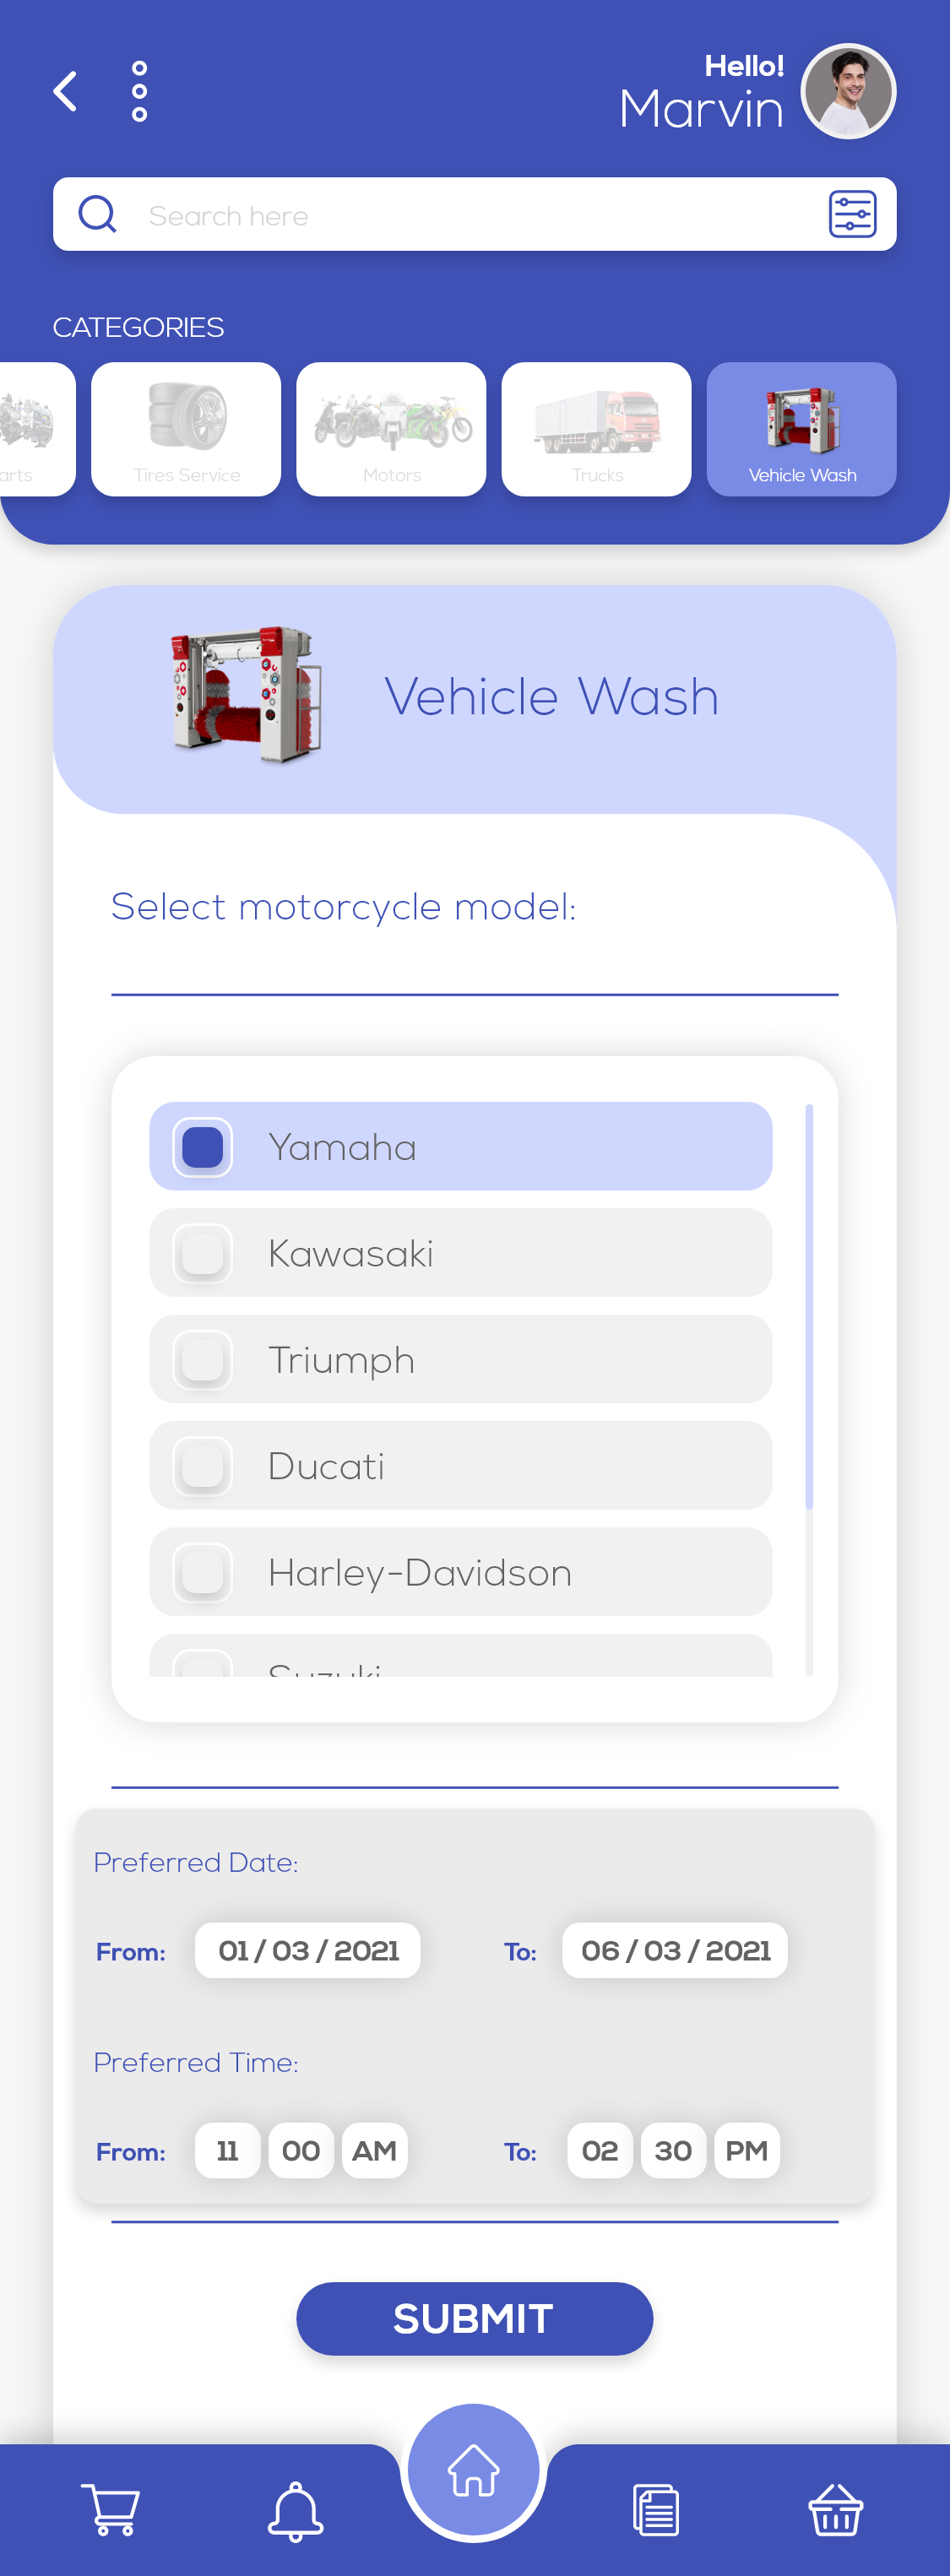 Hello!
Marvin
Search here
CATEGORIES
arts
Tires Service
Motors
Trucks
Vehicle Wash
Vehicle Wash
Select motorcycle model:
Yamaha
Kawasaki
Triumph
Ducati
Harley-Davidson
Suzuki
Preferred Date:
From: 01 / 03 / 2021 To: 06 / 03 / 2021
Preferred Time:
From: 11 00 AM To: 02 30 PM
SUBMIT